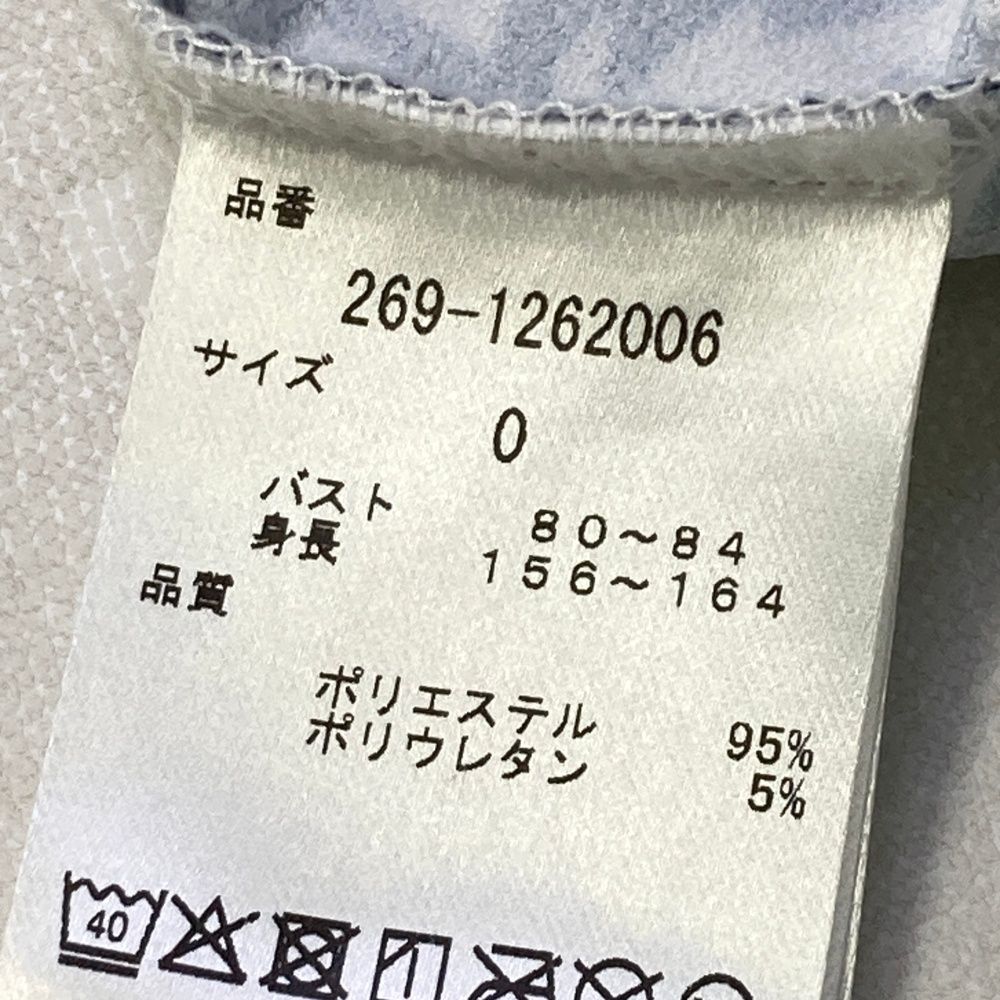 品番
269-1262006
サイズ
0
バスト 80～84
身長 156～164
品質
ポリエステル 95%
ポリウレタン 5%
40